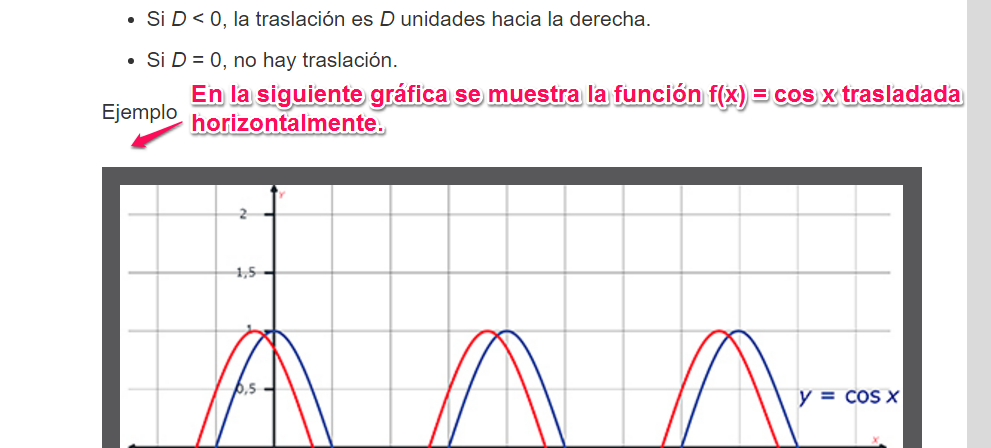 • Si D < 0, la traslación es D unidades hacia la derecha.
• Si D = 0, no hay traslación.
En la siguiente gráfica se muestra la función f(x) = cos x trasladada
Ejemplo
horizontalmente.
Y
2
1,5
1
0,5
y = cos x
x